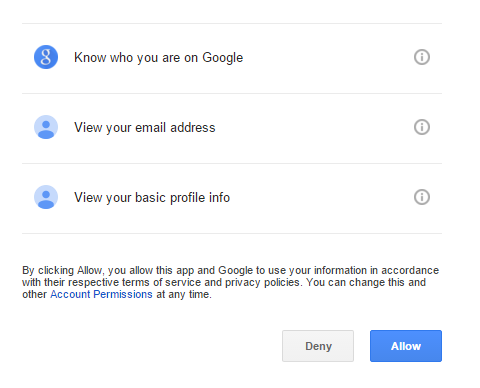 Know who you are on Google
View your email address
View your basic profile info
By clicking Allow, you allow this app and Google to use your information in accordance
with their respective terms of service and privacy policies. You can change this and
other Account Permissions at any time.
Deny
Allow